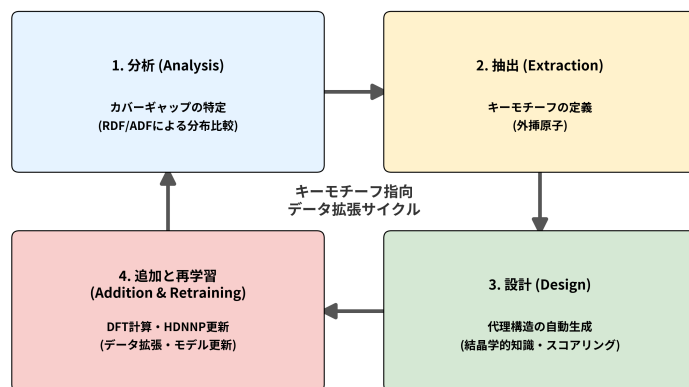 1. 分析 (Analysis)
カバーギャップの特定
(RDF/ADFによる分布比較)
2. 抽出 (Extraction)
キーモチーフの定義
(外挿原子)
キーモチーフ指向
データ拡張サイクル
3. 設計 (Design)
代理構造の自動生成
(結晶学的知識・スコアリング)
4. 追加と再学習
(Addition & Retraining)
DFT計算・HDNNP更新
(データ拡張・モデル更新)